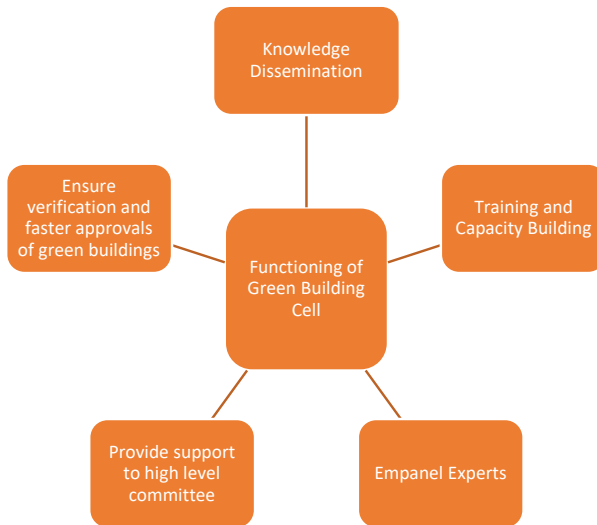 Knowledge
Dissemination
Ensure
verification and
faster approvals
of green buildings
Training and
Capacity Building
Functioning of
Green Building
Cell
Provide support
to high level
committee
Empanel Experts